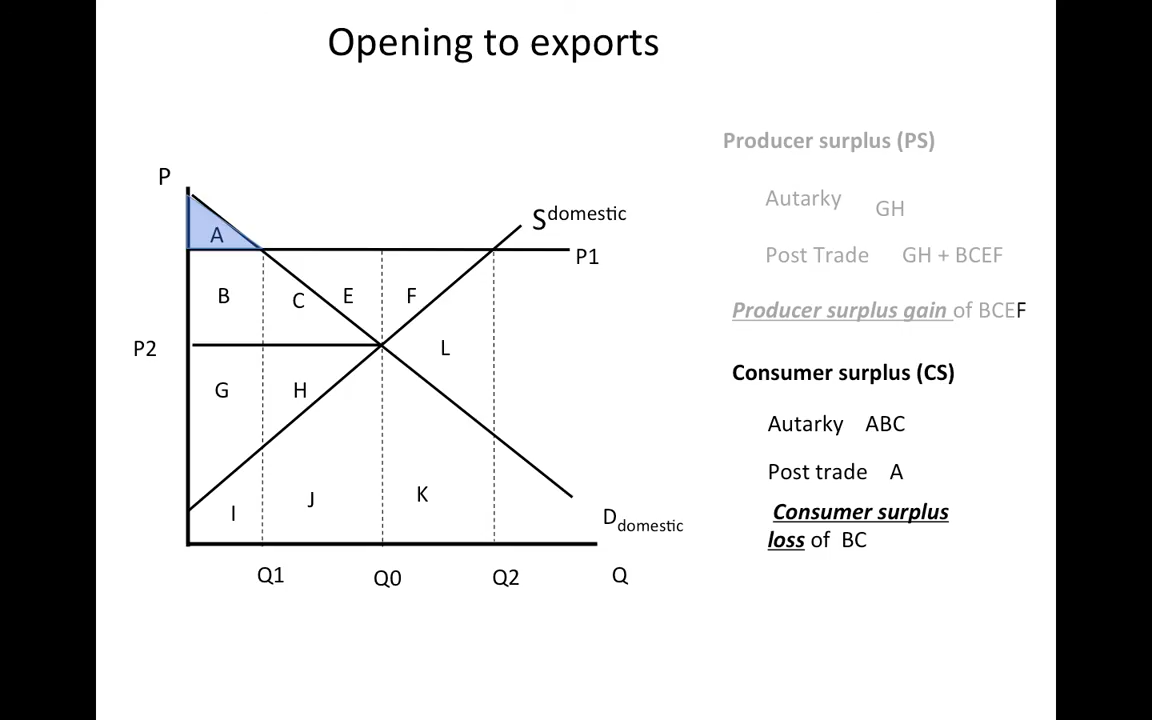 Opening to exports
Producer surplus (PS)
P
Autarky GH
Sdomestic
A
P1
Post Trade GH + BCEF
B C E F
Producer surplus gain of BCEF
P2
L
Consumer surplus (CS)
G H
Autarky ABC
Post trade A
I J K
Ddomestic
Consumer surplus
loss of BC
Q1 Q0 Q2 Q